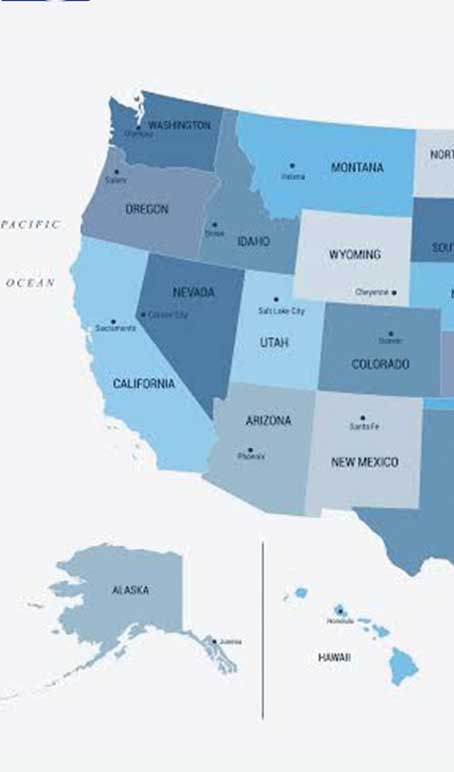 WASHINGTON
Olympia
MONTANA
Helena
NORT
Salem
OREGON
PACIFIC
Boise
IDAHO
SOU
WYOMING
OCEAN
NEVADA
Cheyenne
Carson City
Salt Lake City
Sacramento
UTAH
Denver
COLORADO
CALIFORNIA
ARIZONA
Santa Fe
Phoenix
NEW MEXICO
ALASKA
Honolulu
Juneau
HAWAII